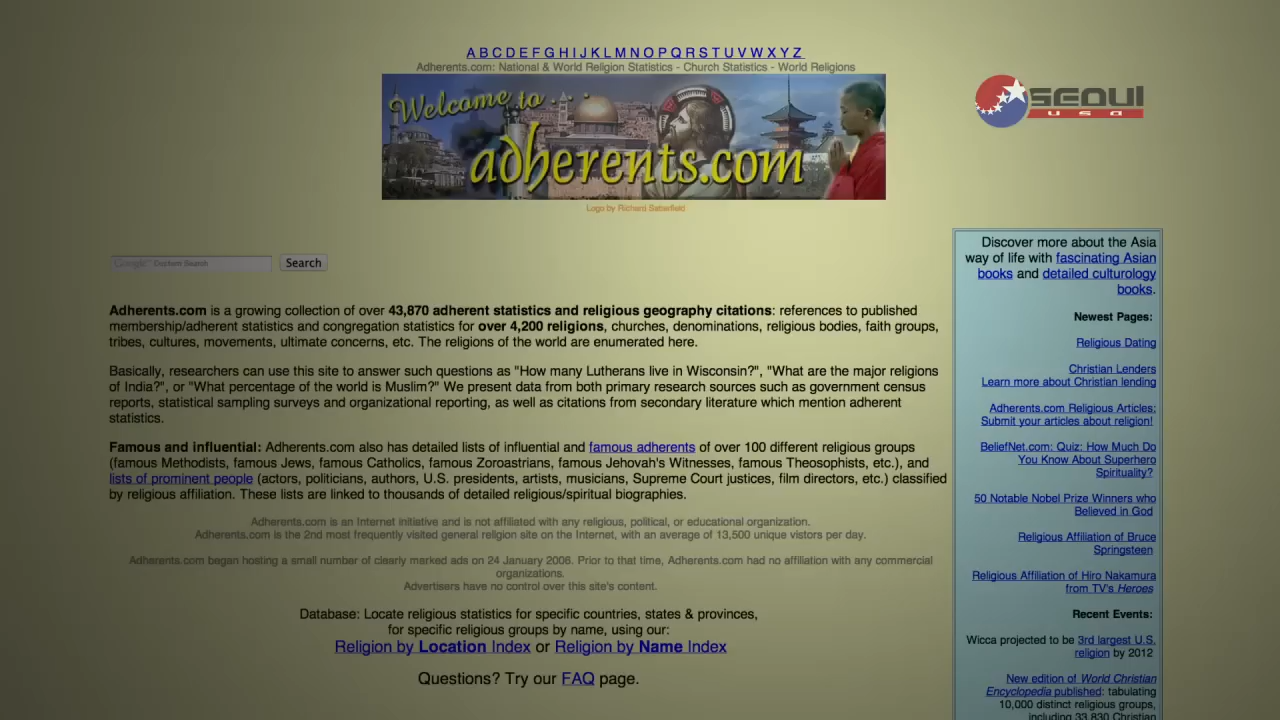 A B C D E F G H I J K L M N O P Q R S T U V W X Y Z
Adherents.com: National & World Religion Statistics - Church Statistics - World Religions
Welcome to . . .
adherents.com
Logo by Richard Satterfield
SEOUL
USA
Google™ Custom Search
Search
Adherents.com is a growing collection of over 43,870 adherent statistics and religious geography citations: references to published
membership/adherent statistics and congregation statistics for over 4,200 religions, churches, denominations, religious bodies, faith groups,
tribes, cultures, movements, ultimate concerns, etc. The religions of the world are enumerated here.
Basically, researchers can use this site to answer such questions as "How many Lutherans live in Wisconsin?", "What are the major religions
of India?", or "What percentage of the world is Muslim?" We present data from both primary research sources such as government census
reports, statistical sampling surveys and organizational reporting, as well as citations from secondary literature which mention adherent
statistics.
Famous and influential: Adherents.com also has detailed lists of influential and famous adherents of over 100 different religious groups
(famous Methodists, famous Jews, famous Catholics, famous Zoroastrians, famous Jehovah's Witnesses, famous Theosophists, etc.), and
lists of prominent people (actors, politicians, authors, U.S. presidents, artists, musicians, Supreme Court justices, film directors, etc.) classified
by religious affiliation. These lists are linked to thousands of detailed religious/spiritual biographies.
Adherents.com is an Internet initiative and is not affiliated with any religious, political, or educational organization.
Adherents.com is the 2nd most frequently visited general religion site on the Internet, with an average of 13,500 unique vistors per day.
Adherents.com began hosting a small number of clearly marked ads on 24 January 2006. Prior to that time, Adherents.com had no affiliation with any commercial
organizations.
Advertisers have no control over this site's content.
Database: Locate religious statistics for specific countries, states & provinces,
for specific religious groups by name, using our:
Religion by Location Index or Religion by Name Index
Questions? Try our FAQ page.
Discover more about the Asia
way of life with fascinating Asian
books and detailed culturology
books.
Newest Pages:
Religious Dating
Christian Lenders
Learn more about Christian lending
Adherents.com Religious Articles;
Submit your articles about religion!
BeliefNet.com: Quiz: How Much Do
You Know About Superhero
Spirituality?
50 Notable Nobel Prize Winners who
Believed in God
Religious Affiliation of Bruce
Springsteen
Religious Affiliation of Hiro Nakamura
from TV's Heroes
Recent Events:
Wicca projected to be 3rd largest U.S.
religion by 2012
New edition of World Christian
Encyclopedia published: tabulating
10,000 distinct religious groups,
including 33,830 Christian